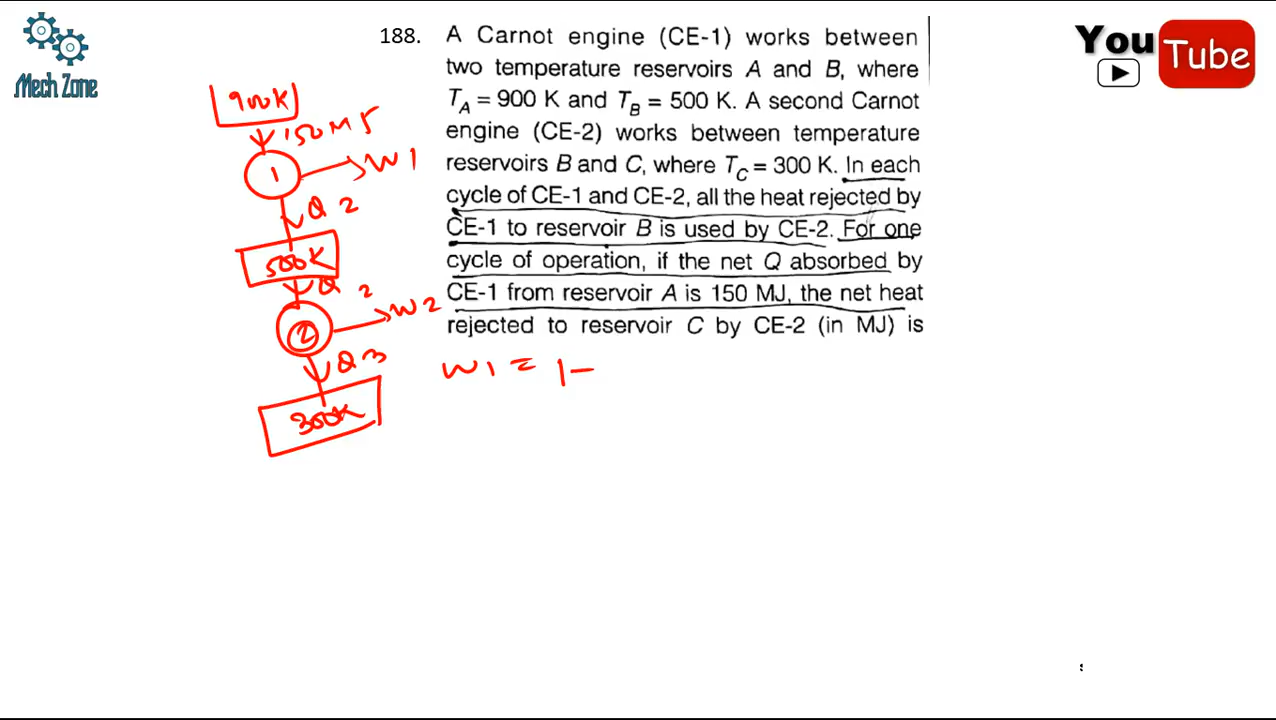 Mech Zone
You Tube
188. A Carnot engine (CE-1) works between
two temperature reservoirs A and B, where
T_A = 900 K and T_B = 500 K. A second Carnot
engine (CE-2) works between temperature
reservoirs B and C, where T_C = 300 K. In each
cycle of CE-1 and CE-2, all the heat rejected by
CE-1 to reservoir B is used by CE-2. For one
cycle of operation, if the net Q absorbed by
CE-1 from reservoir A is 150 MJ, the net heat
rejected to reservoir C by CE-2 (in MJ) is
900K
150MJ
1
W1
Q2
500K
Q2
2
W2
Q3
300K
W1 = 1-